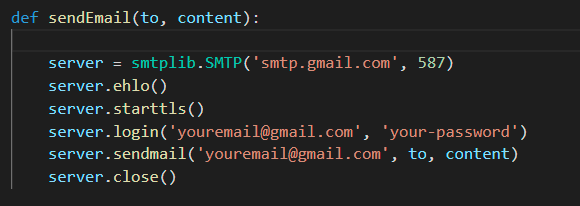 def sendEmail(to, content):
server = smtplib.SMTP('smtp.gmail.com', 587)
server.ehlo()
server.starttls()
server.login('youremail@gmail.com', 'your-password')
server.sendmail('youremail@gmail.com', to, content)
server.close()